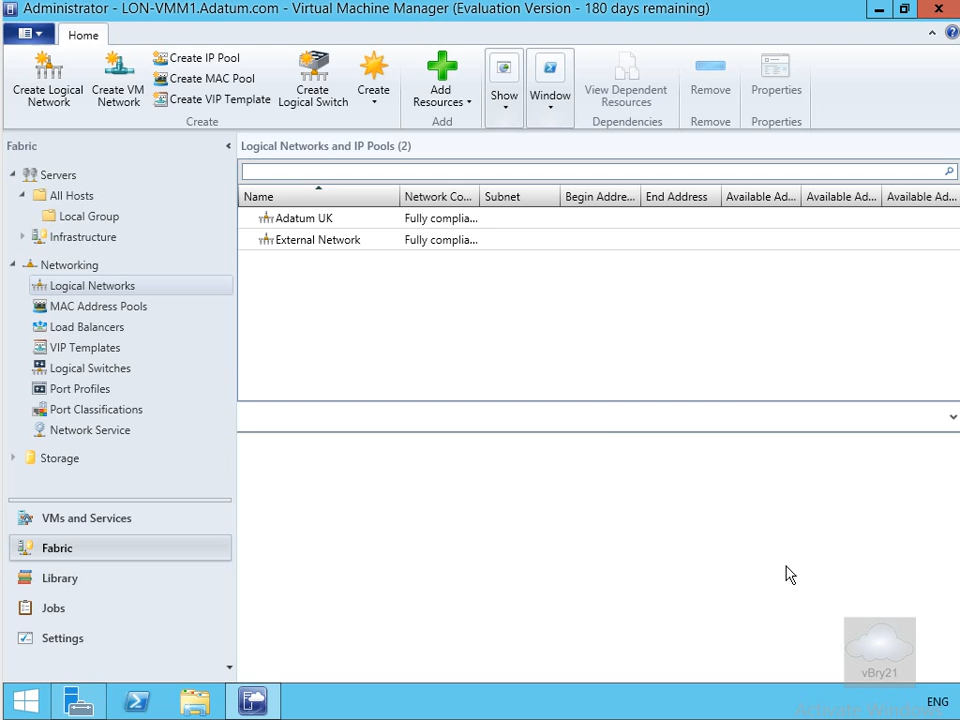 Administrator - LON-VMM1.Adatum.com - Virtual Machine Manager (Evaluation Version - 180 days remaining)
Home
Create Logical Network
Create VM Network
Create IP Pool
Create MAC Pool
Create VIP Template
Create Logical Switch
Create
Add Resources
Show
Window
View Dependent Resources
Remove
Properties
Create
Add
Dependencies
Remove
Properties
Fabric
Servers
All Hosts
Local Group
Infrastructure
Networking
Logical Networks
MAC Address Pools
Load Balancers
VIP Templates
Logical Switches
Port Profiles
Port Classifications
Network Service
Storage
VMs and Services
Fabric
Library
Jobs
Settings
Logical Networks and IP Pools (2)
Name Network Co... Subnet Begin Addre... End Address Available Ad... Available Ad... Available Ad...
Adatum UK Fully complia...
External Network Fully complia...
vBry21
ENG
Activate Windows